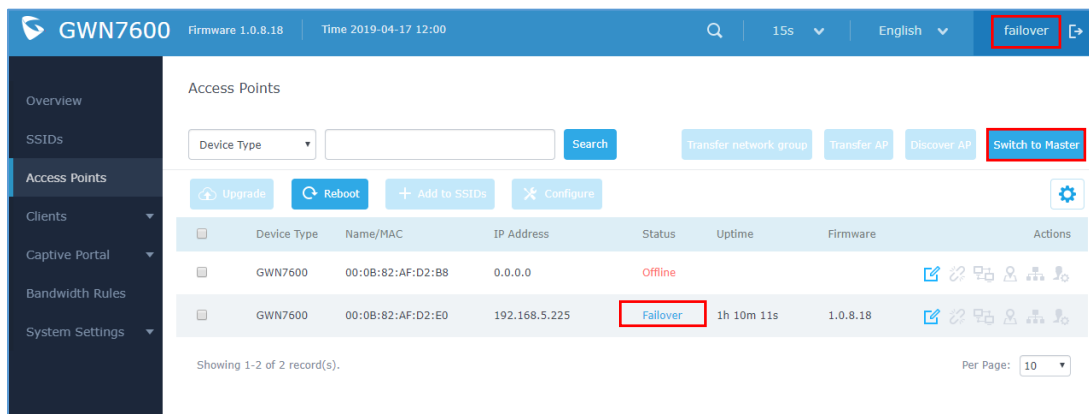 GWN7600 Firmware 1.0.8.18 Time 2019-04-17 12:00 15s English failover
Overview
SSIDs
Access Points
Clients
Captive Portal
Bandwidth Rules
System Settings
Access Points
Device Type Search Transfer network group Transfer AP Discover AP Switch to Master
Upgrade Reboot Add to SSIDs Configure
Device Type Name/MAC IP Address Status Uptime Firmware Actions
GWN7600 00:0B:82:AF:D2:B8 0.0.0.0 Offline
GWN7600 00:0B:82:AF:D2:E0 192.168.5.225 Failover 1h 10m 11s 1.0.8.18
Showing 1-2 of 2 record(s). Per Page: 10